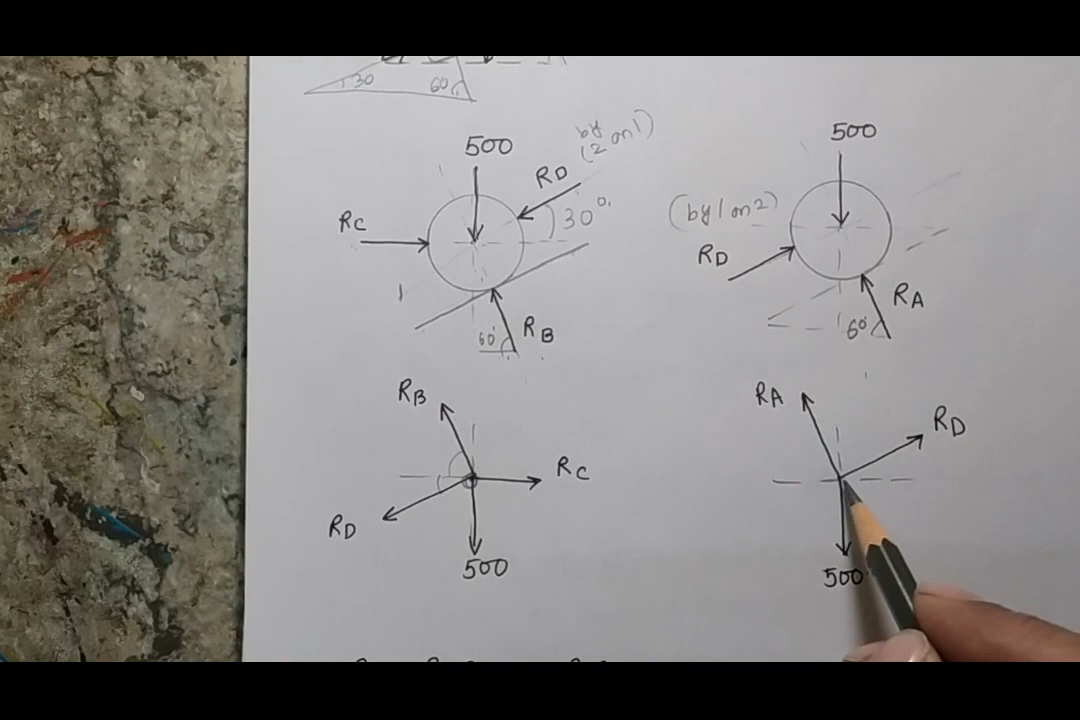 30 60
500
RD by (2 on 1)
30°
RC
1
60° RB
500
(by 1 on 2)
RD
RA
60°
RB
RC
RD
500
RA
RD
500